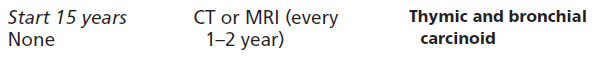 Start 15 years
None
CT or MRI (every
1–2 year)
Thymic and bronchial
carcinoid